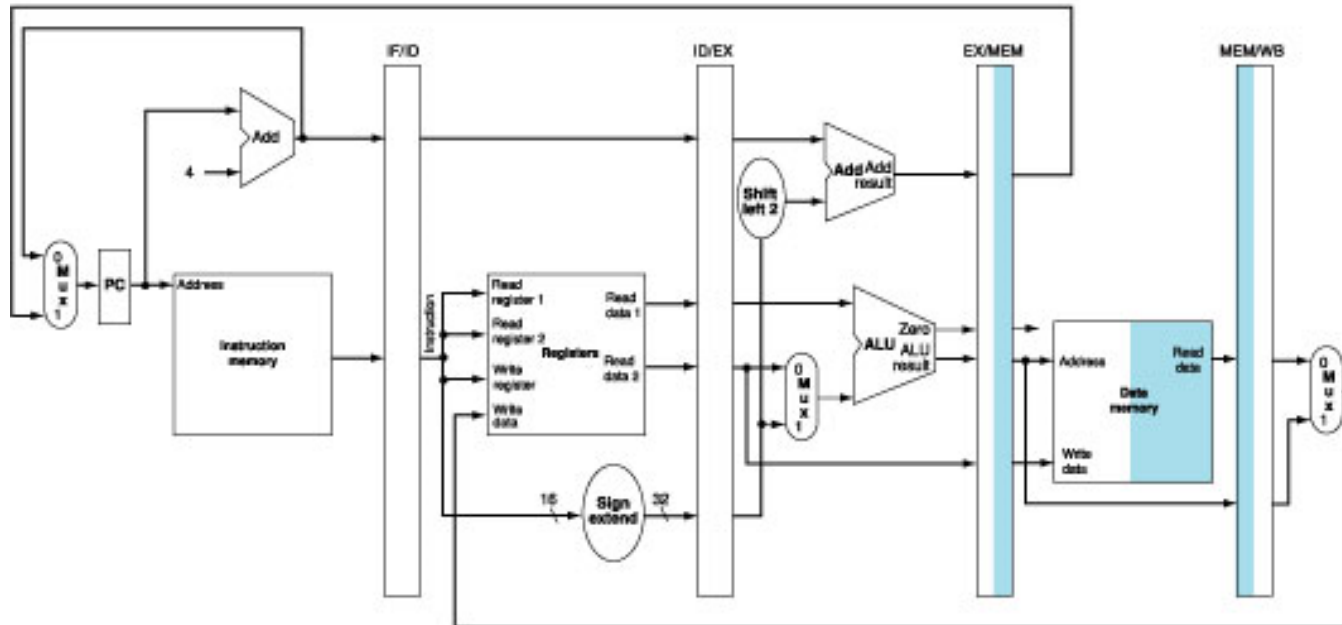 IF/ID
ID/EX
EX/MEM
MEM/WB
Add
4
Shift
left 2
Add Add
result
0
M
u
x
1
PC
Address
Instruction
memory
Instruction
Read
register 1
Read
register 2
Write
register
Write
data
Registers
Read
data 1
Read
data 2
16
Sign
extend
32
0
M
u
x
1
Zero
ALU ALU
result
Address
Write
data
Data
memory
Read
data
0
M
u
x
1